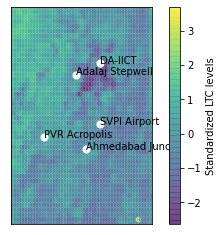 DA-IICT
Adalaj Stepwell
SVPI Airport
PVR Acropolis
Ahmedabad Junc
3
2
1
0
−1
−2
Standardized LTC levels